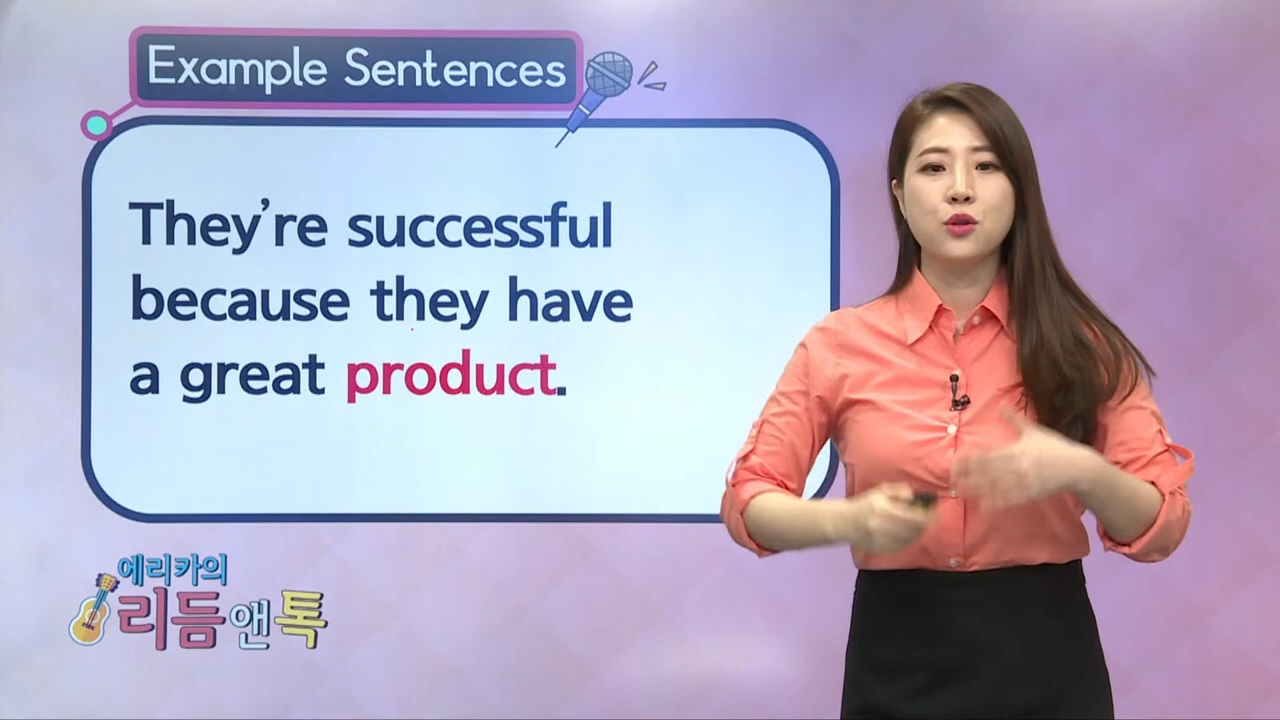 Example Sentences
They're successful
because they have
a great product.
에리카의
리듬앤톡